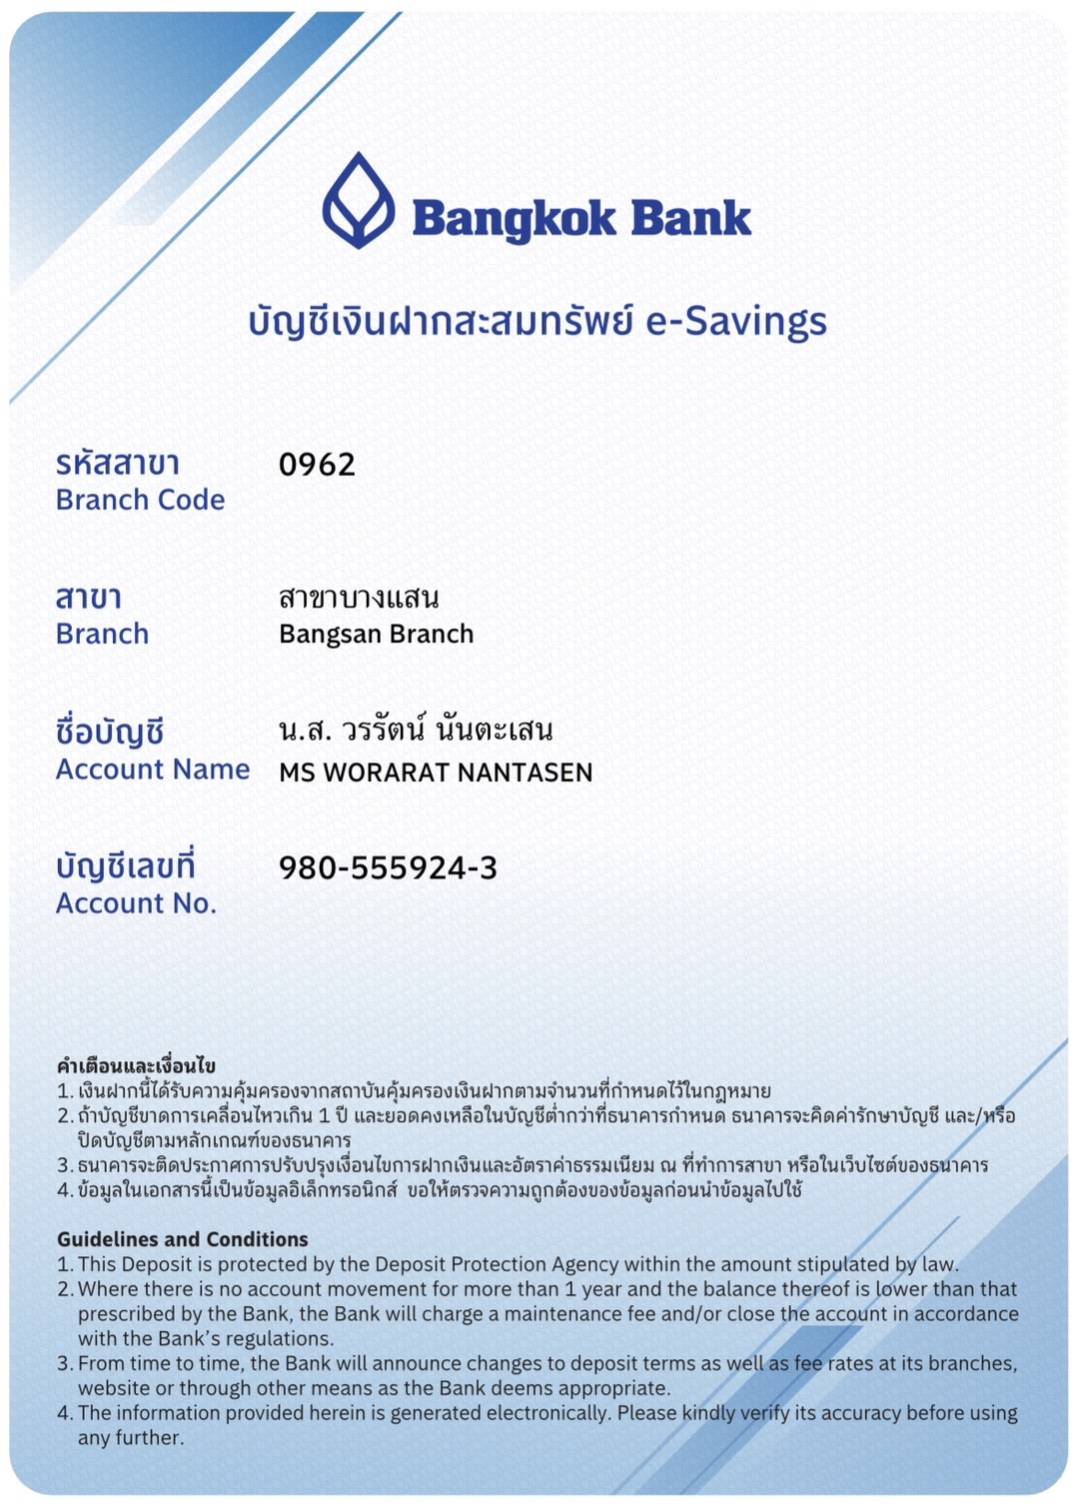 Bangkok Bank
บัญชีเงินฝากสะสมทรัพย์ e-Savings
รหัสสาขา 0962
Branch Code
สาขา สาขาบางแสน
Branch Bangsan Branch
ชื่อบัญชี น.ส. วรรัตน์ นันตะเสน
Account Name MS WORARAT NANTASEN
บัญชีเลขที่ 980-555924-3
Account No.
คำเตือนและเงื่อนไข
1. เงินฝากนี้ได้รับความคุ้มครองจากสถาบันคุ้มครองเงินฝากตามจำนวนที่กำหนดไว้ในกฎหมาย
2. ถ้าบัญชีขาดการเคลื่อนไหวเกิน 1 ปี และยอดคงเหลือในบัญชีต่ำกว่าที่ธนาคารกำหนด ธนาคารจะคิดค่ารักษาบัญชี และ/หรือ
ปิดบัญชีตามหลักเกณฑ์ของธนาคาร
3. ธนาคารจะติดประกาศการปรับปรุงเงื่อนไขการฝากเงินและอัตราค่าธรรมเนียม ณ ที่ทำการสาขา หรือในเว็บไซต์ของธนาคาร
4. ข้อมูลในเอกสารนี้เป็นข้อมูลอิเล็กทรอนิกส์ ขอให้ตรวจความถูกต้องของข้อมูลก่อนนำข้อมูลไปใช้
Guidelines and Conditions
1. This Deposit is protected by the Deposit Protection Agency within the amount stipulated by law.
2. Where there is no account movement for more than 1 year and the balance thereof is lower than that
prescribed by the Bank, the Bank will charge a maintenance fee and/or close the account in accordance
with the Bank's regulations.
3. From time to time, the Bank will announce changes to deposit terms as well as fee rates at its branches,
website or through other means as the Bank deems appropriate.
4. The information provided herein is generated electronically. Please kindly verify its accuracy before using
any further.